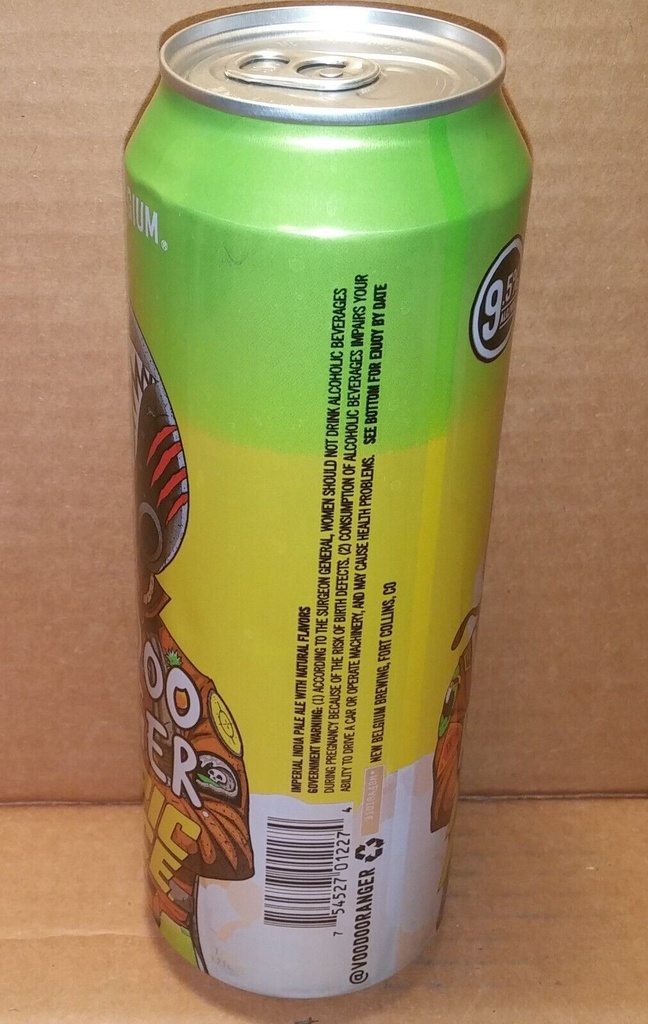 IUM®
9.5%
IMPERIAL INDIA PALE ALE WITH NATURAL FLAVORS
GOVERNMENT WARNING: (1) ACCORDING TO THE SURGEON GENERAL, WOMEN SHOULD NOT DRINK ALCOHOLIC BEVERAGES
DURING PREGNANCY BECAUSE OF THE RISK OF BIRTH DEFECTS. (2) CONSUMPTION OF ALCOHOLIC BEVERAGES IMPAIRS YOUR
ABILITY TO DRIVE A CAR OR OPERATE MACHINERY, AND MAY CAUSE HEALTH PROBLEMS. SEE BOTTOM FOR ENJOY BY DATE
NEW BELGIUM BREWING, FORT COLLINS, CO
OO
ER
IC
E
7 54527 01227 4
@VOODOORANGER